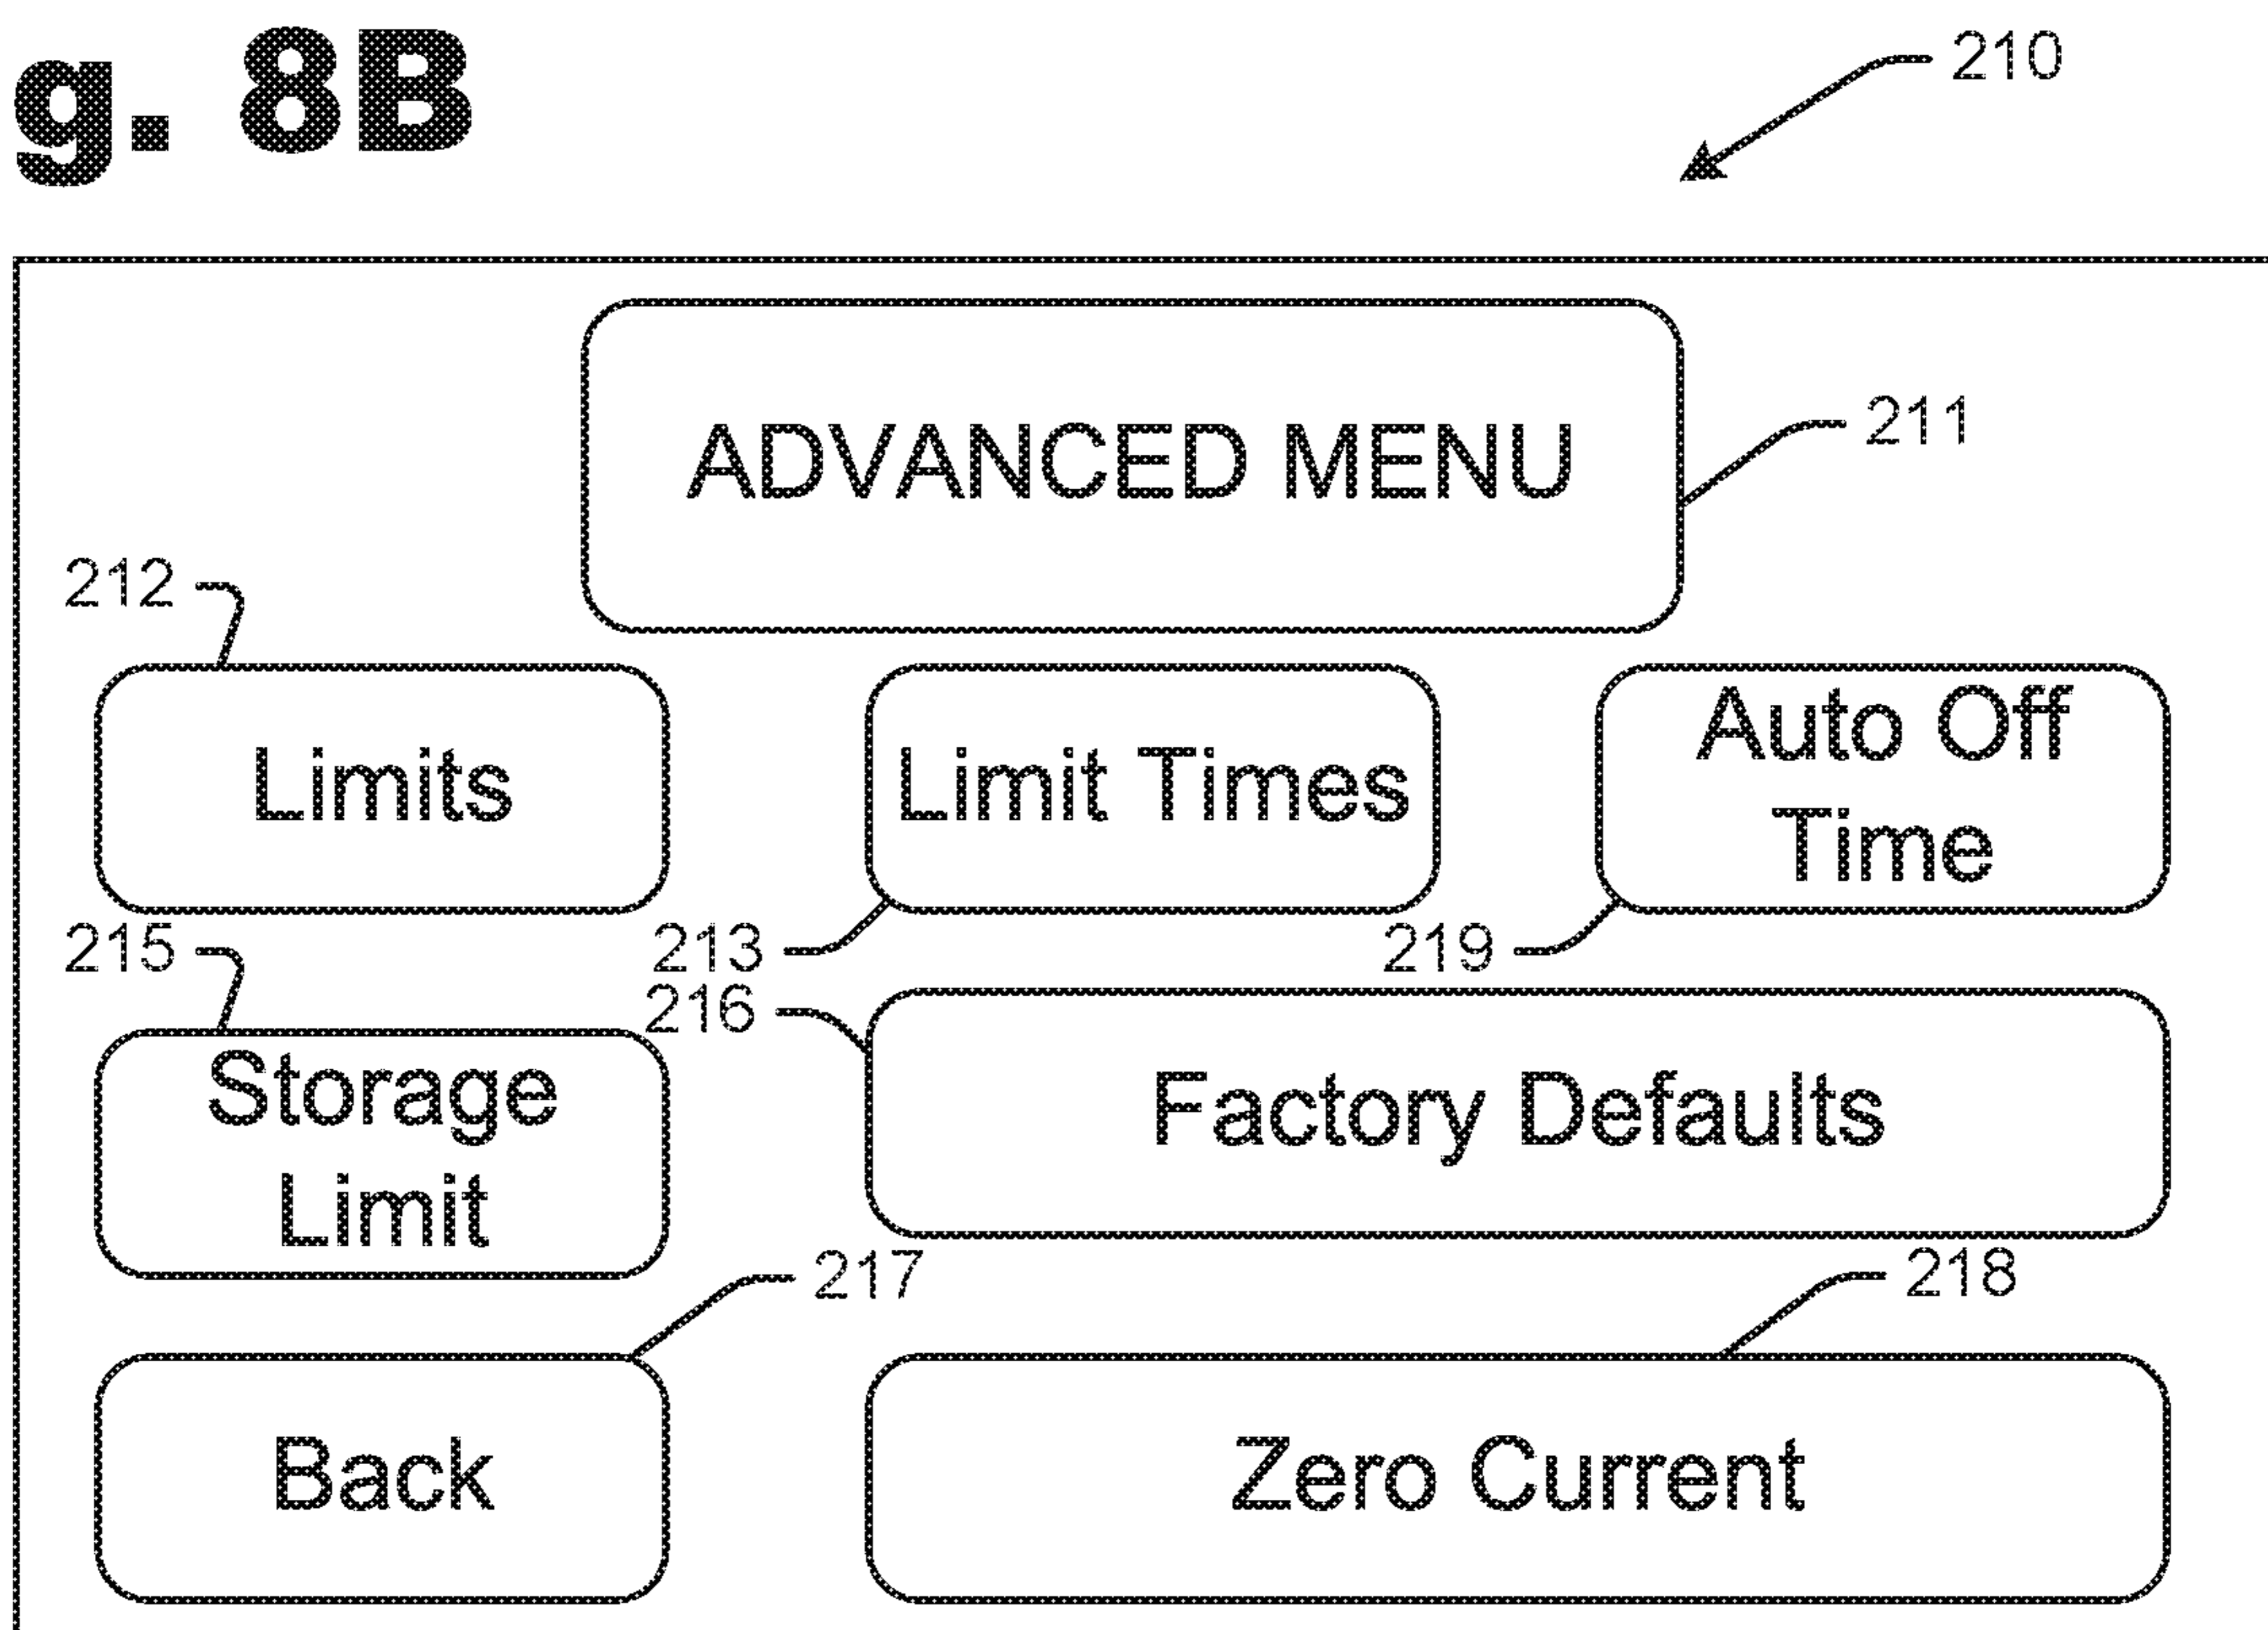 g. 8B
210
ADVANCED MENU
211
212
Limits
Limit Times
Auto Off
Time
215
213
219
216
Storage
Limit
Factory Defaults
217
218
Back
Zero Current